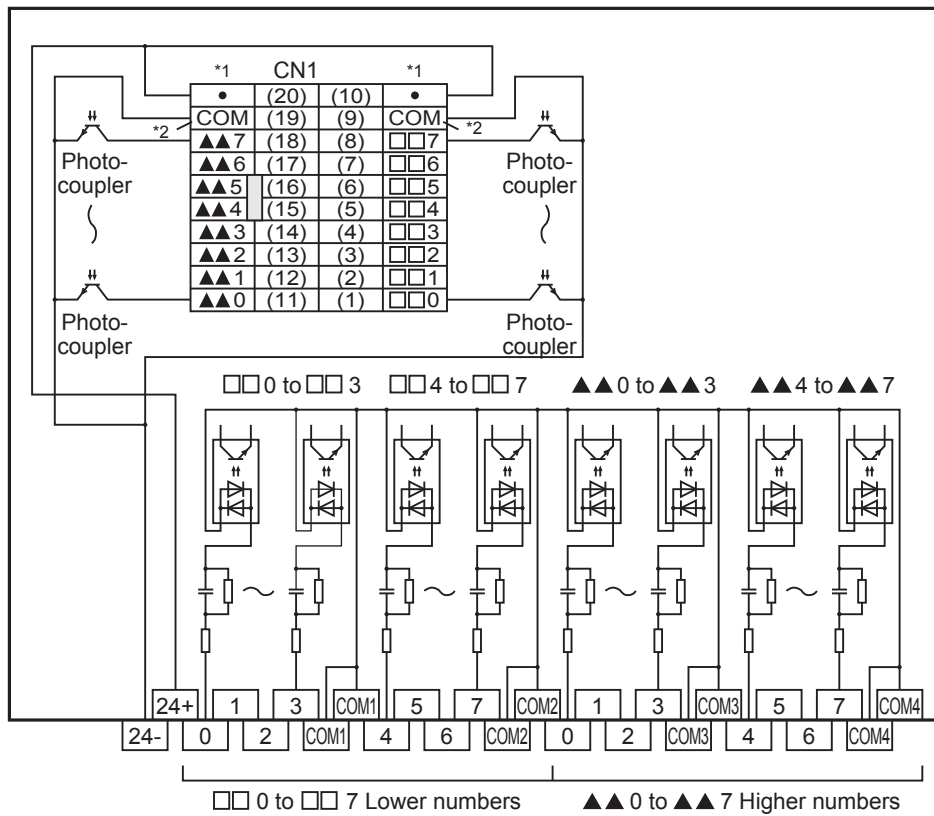 *1 CN1 *1
● (20) (10) ●
COM (19) (9) COM
*2 *2
▲▲7 (18) (8) □□7
▲▲6 (17) (7) □□6
▲▲5 (16) (6) □□5
▲▲4 (15) (5) □□4
▲▲3 (14) (4) □□3
▲▲2 (13) (3) □□2
▲▲1 (12) (2) □□1
▲▲0 (11) (1) □□0
Photo-
coupler
Photo-
coupler
Photo-
coupler
Photo-
coupler
□□0 to □□3 □□4 to □□7 ▲▲0 to ▲▲3 ▲▲4 to ▲▲7
24+ 1 3 COM1 5 7 COM2 1 3 COM3 5 7 COM4
24- 0 2 COM1 4 6 COM2 0 2 COM3 4 6 COM4
□□ 0 to □□ 7 Lower numbers ▲▲ 0 to ▲▲ 7 Higher numbers